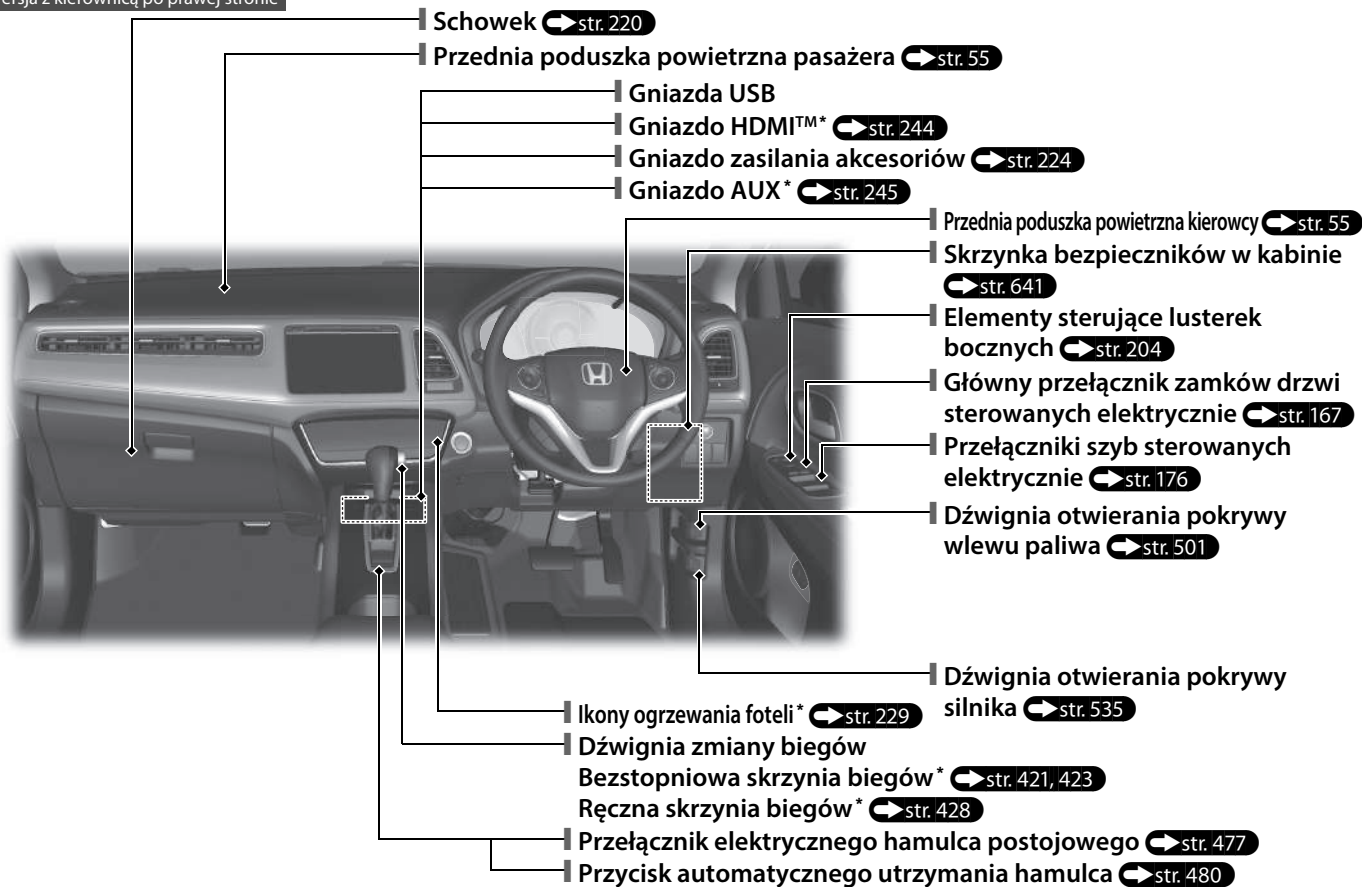 z kierownicą po prawej stronie
Schowek str. 220
Przednia poduszka powietrzna pasażera str. 55
Gniazda USB
Gniazdo HDMI™* str. 244
Gniazdo zasilania akcesoriów str. 224
Gniazdo AUX* str. 245
Przednia poduszka powietrzna kierowcy str. 55
Skrzynka bezpieczników w kabinie
str. 641
Elementy sterujące lusterek
bocznych str. 204
Główny przełącznik zamków drzwi
sterowanych elektrycznie str. 167
Przełączniki szyb sterowanych
elektrycznie str. 176
Dźwignia otwierania pokrywy
wlewu paliwa str. 501
Dźwignia otwierania pokrywy
silnika str. 535
Ikony ogrzewania foteli* str. 229
Dźwignia zmiany biegów
Bezstopniowa skrzynia biegów* str. 421, 423
Ręczna skrzynia biegów* str. 428
Przełącznik elektrycznego hamulca postojowego str. 477
Przycisk automatycznego utrzymania hamulca str. 480